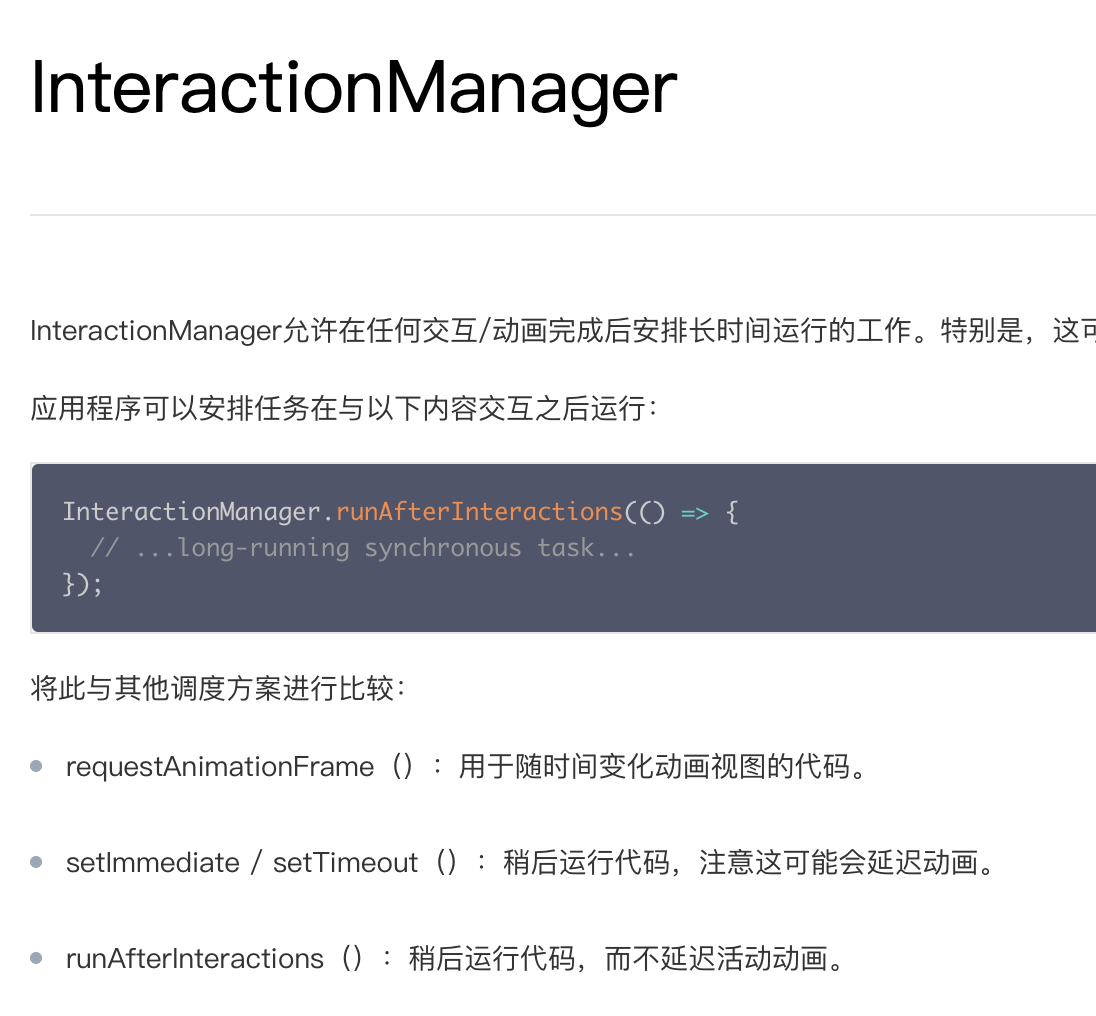 InteractionManager
InteractionManager允许在任何交互/动画完成后安排长时间运行的工作。特别是，这可
应用程序可以安排任务在与以下内容交互之后运行：
InteractionManager.runAfterInteractions(() => {
  // ...long-running synchronous task...
});
将此与其他调度方案进行比较：
requestAnimationFrame（）：用于随时间变化动画视图的代码。
setImmediate / setTimeout（）：稍后运行代码，注意这可能会延迟动画。
runAfterInteractions（）：稍后运行代码，而不延迟活动动画。